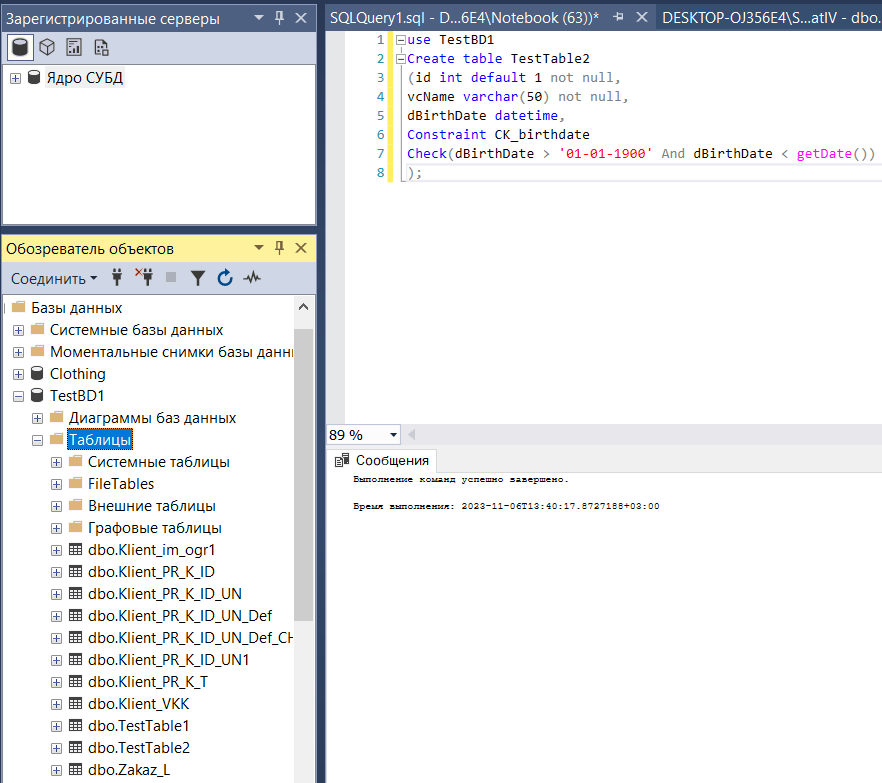 Зарегистрированные серверы
Ядро СУБД
Обозреватель объектов
Соединить
Базы данных
Системные базы данных
Моментальные снимки базы данн
Clothing
TestBD1
Диаграммы баз данных
Таблицы
Системные таблицы
FileTables
Внешние таблицы
Графовые таблицы
dbo.Klient_im_ogr1
dbo.Klient_PR_K_ID
dbo.Klient_PR_K_ID_UN
dbo.Klient_PR_K_ID_UN_Def
dbo.Klient_PR_K_ID_UN_Def_CH
dbo.Klient_PR_K_ID_UN1
dbo.Klient_PR_K_T
dbo.Klient_VKK
dbo.TestTable1
dbo.TestTable2
dbo.Zakaz_L
SQLQuery1.sql - D...6E4\Notebook (63))*
DESKTOP-OJ356E4\S...atIV - dbo.
1 use TestBD1
2 Create table TestTable2
3 (id int default 1 not null,
4 vcName varchar(50) not null,
5 dBirthDate datetime,
6 Constraint CK_birthdate
7 Check(dBirthDate > '01-01-1900' And dBirthDate < getDate())
8 );
89 %
Сообщения
Выполнение команд успешно завершено.
Время выполнения: 2023-11-06T13:40:17.8727188+03:00